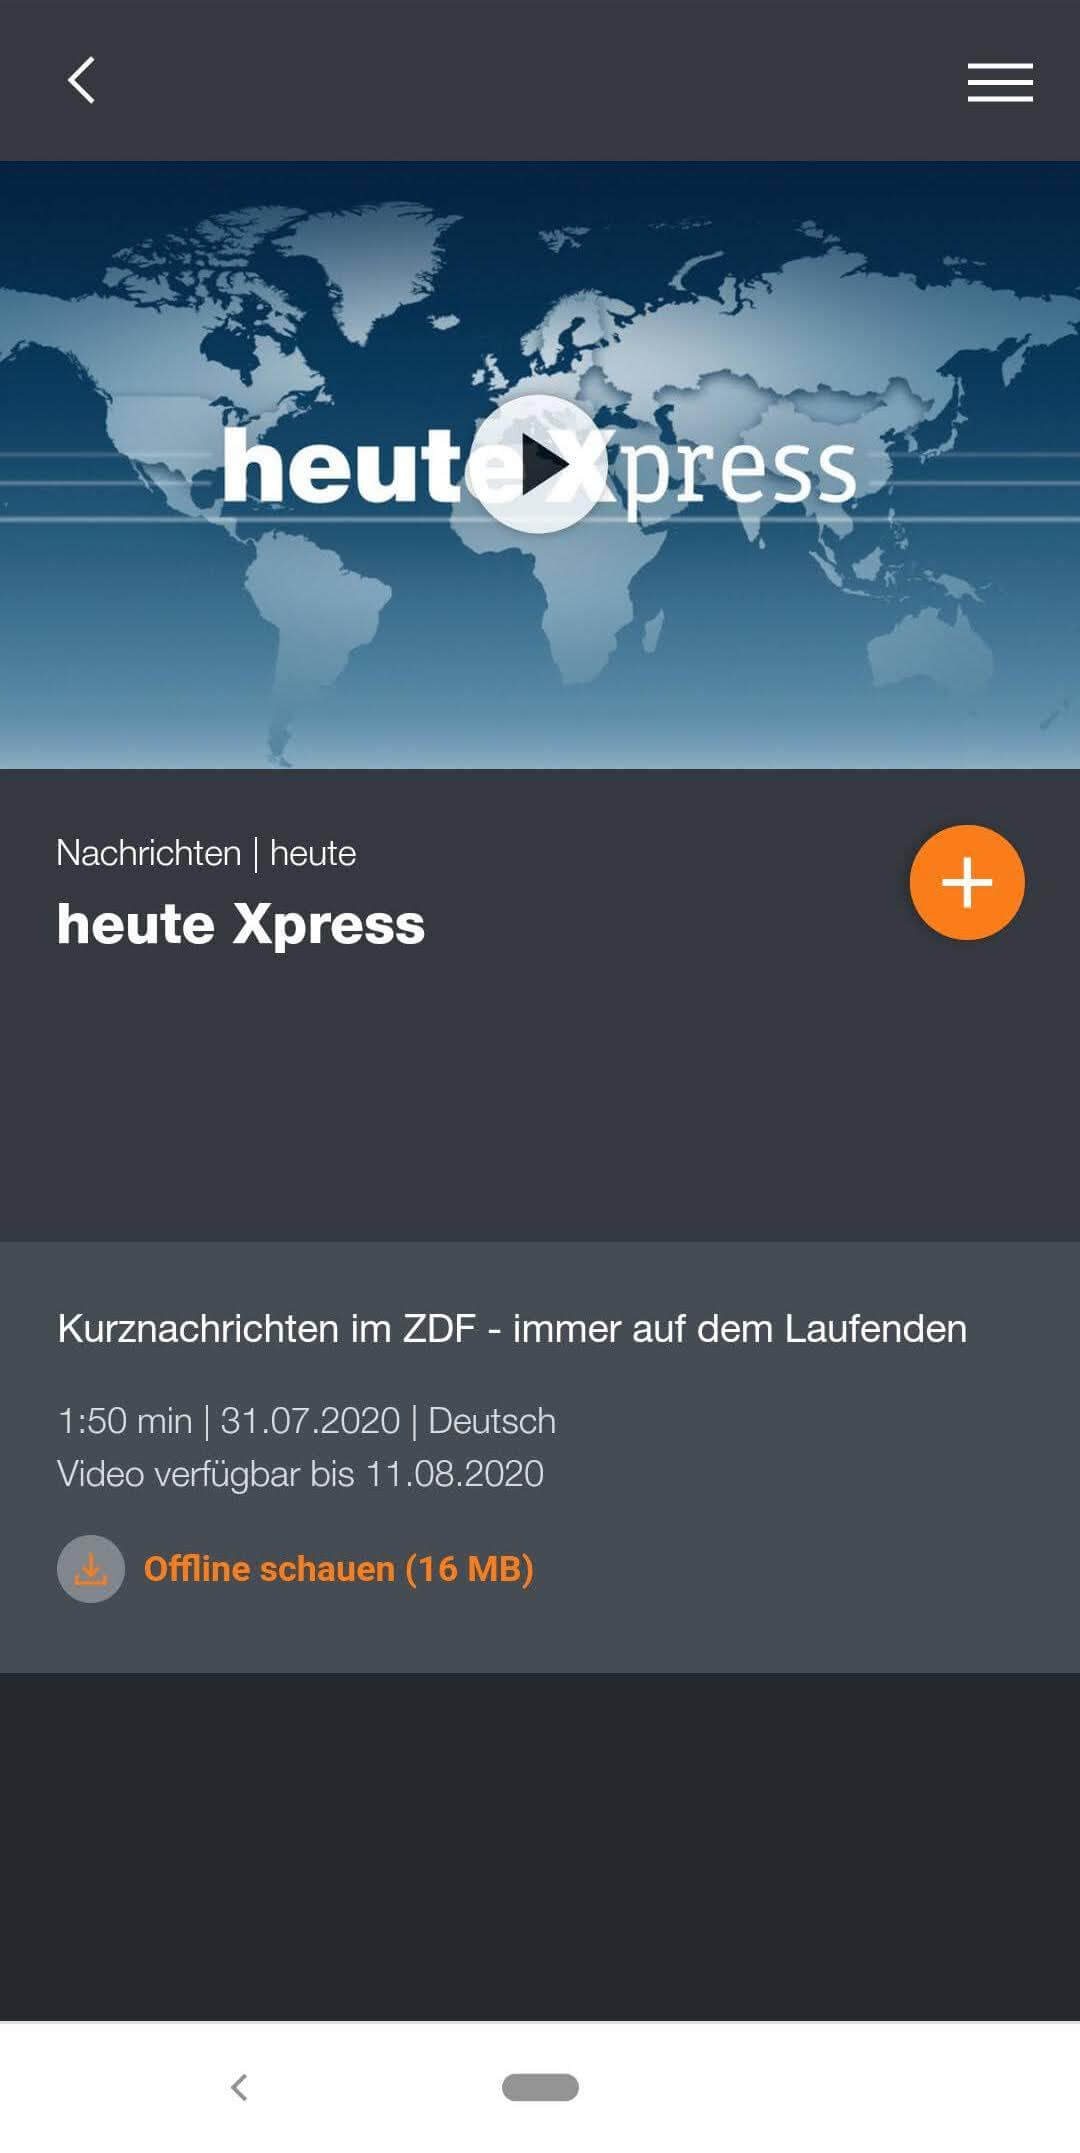 heuteXpress
Nachrichten | heute
heute Xpress
Kurznachrichten im ZDF - immer auf dem Laufenden
1:50 min | 31.07.2020 | Deutsch
Video verfügbar bis 11.08.2020
Offline schauen (16 MB)